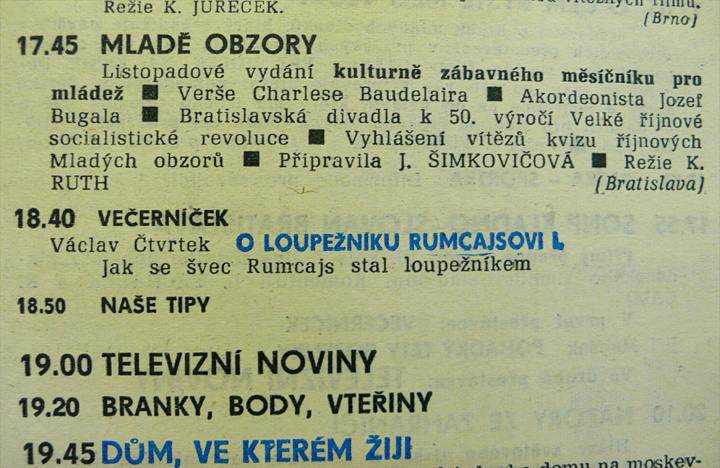 Režie K. JUREČEK.
(Brno)
17.45 MLADÉ OBZORY
Listopadové vydání kulturně zábavného měsíčníku pro
mládež ■ Verše Charlese Baudelaira ■ Akordeonista Jozef
Bugala ■ Bratislavská divadla k 50. výročí Velké říjnové
socialistické revoluce ■ Vyhlášení vítězů kvizu říjnových
Mladých obzorů ■ Připravila J. ŠIMKOVIČOVÁ ■ Režie K.
RUTH (Bratislava)
18.40 VEČERNÍČEK
Václav Čtvrtek O LOUPEŽNÍKU RUMCAJSOVI I.
Jak se švec Rumcajs stal loupežníkem
18.50 NAŠE TIPY
19.00 TELEVIZNÍ NOVINY
19.20 BRANKY, BODY, VTEŘINY
19.45 DŮM, VE KTERÉM ŽIJI
domu na moskev-